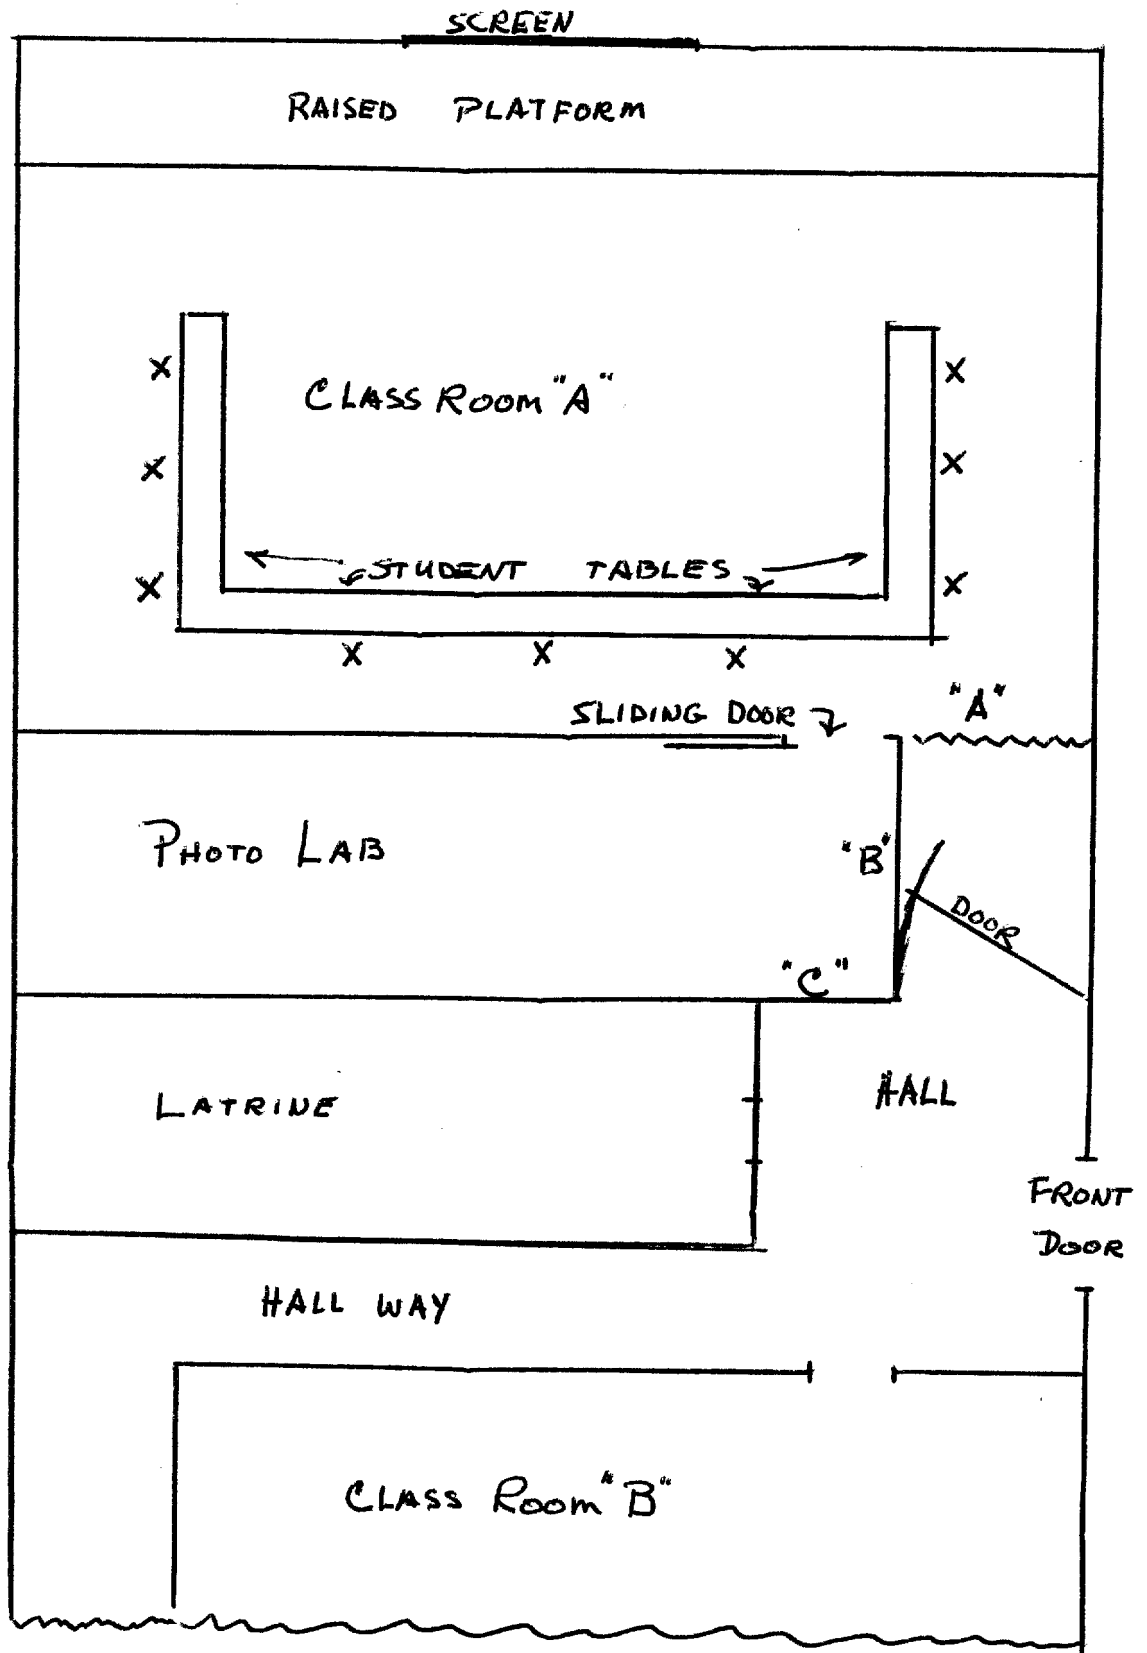 SCREEN
RAISED PLATFORM
X
X
CLASS ROOM "A"
X
X
STUDENT TABLES
X
X
X X X
SLIDING DOOR
"A"
PHOTO LAB
"B"
DOOR
"C"
LATRINE
HALL
FRONT
DOOR
HALL WAY
CLASS ROOM "B"